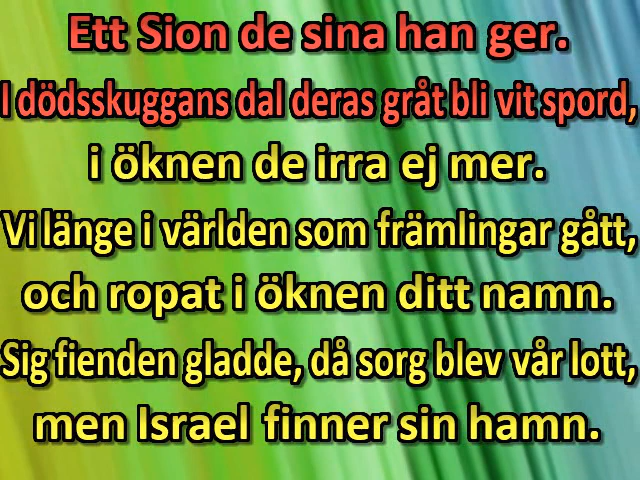 Ett Sion de sina han ger.
I dödsskuggans dal deras gråt bli vit spord,
i öknen de irra ej mer.
Vi länge i världen som främlingar gått,
och ropat i öknen ditt namn.
Sig fienden gladde, då sorg blev vår lott,
men Israel finner sin hamn.